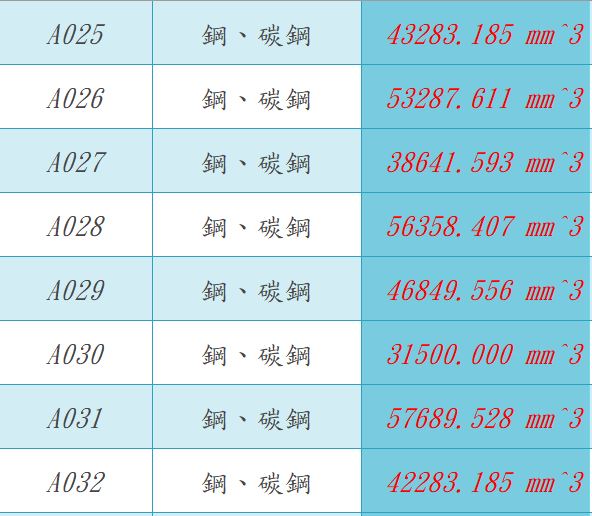 A025 鋼、碳鋼 43283.185 mm^3
A026 鋼、碳鋼 53287.611 mm^3
A027 鋼、碳鋼 38641.593 mm^3
A028 鋼、碳鋼 56358.407 mm^3
A029 鋼、碳鋼 46849.556 mm^3
A030 鋼、碳鋼 31500.000 mm^3
A031 鋼、碳鋼 57689.528 mm^3
A032 鋼、碳鋼 42283.185 mm^3